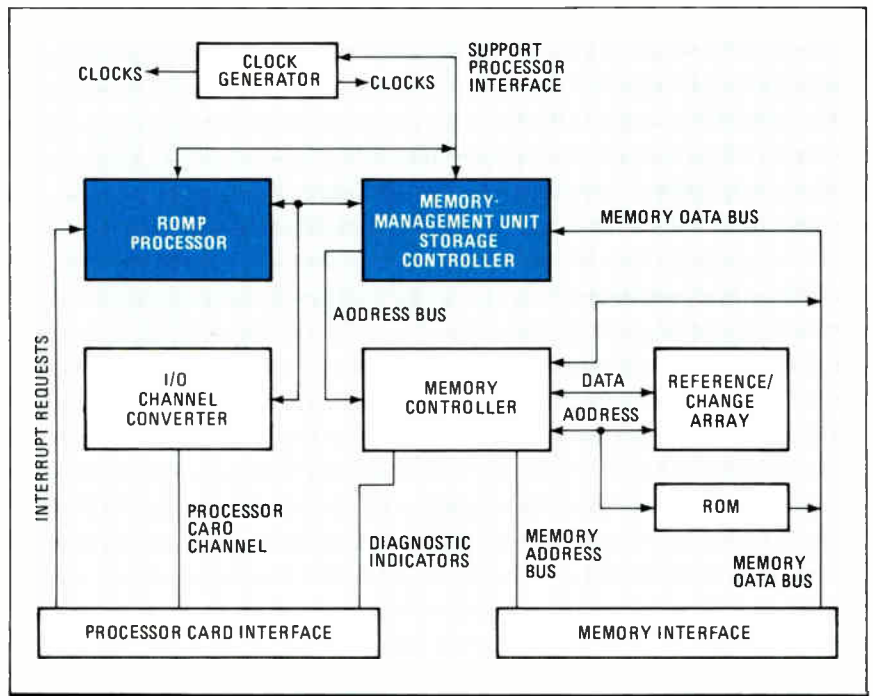 CLOCK
GENERATOR
CLOCKS
CLOCKS
SUPPORT
PROCESSOR
INTERFACE
ROMP
PROCESSOR
MEMORY-
MANAGEMENT UNIT
STORAGE
CONTROLLER
MEMORY DATA BUS
AODRESS BUS
INTERRUPT REQUESTS
I/O
CHANNEL
CONVERTER
MEMORY
CONTROLLER
DATA
AODRESS
REFERENCE/
CHANGE
ARRAY
ROM
PROCESSOR
CARO
CHANNEL
DIAGNOSTIC
INDICATORS
MEMORY
ADDRESS
BUS
MEMORY
DATA BUS
PROCESSOR CARD INTERFACE
MEMORY INTERFACE